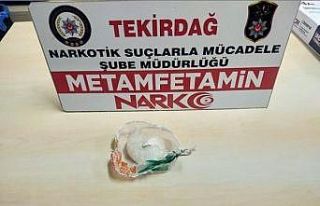 TEKİRDAĞ
NARKOTİK SUÇLARLA MÜCADELE
ŞUBE MÜDÜRLÜĞÜ
METAMFETAMİN
NARKO